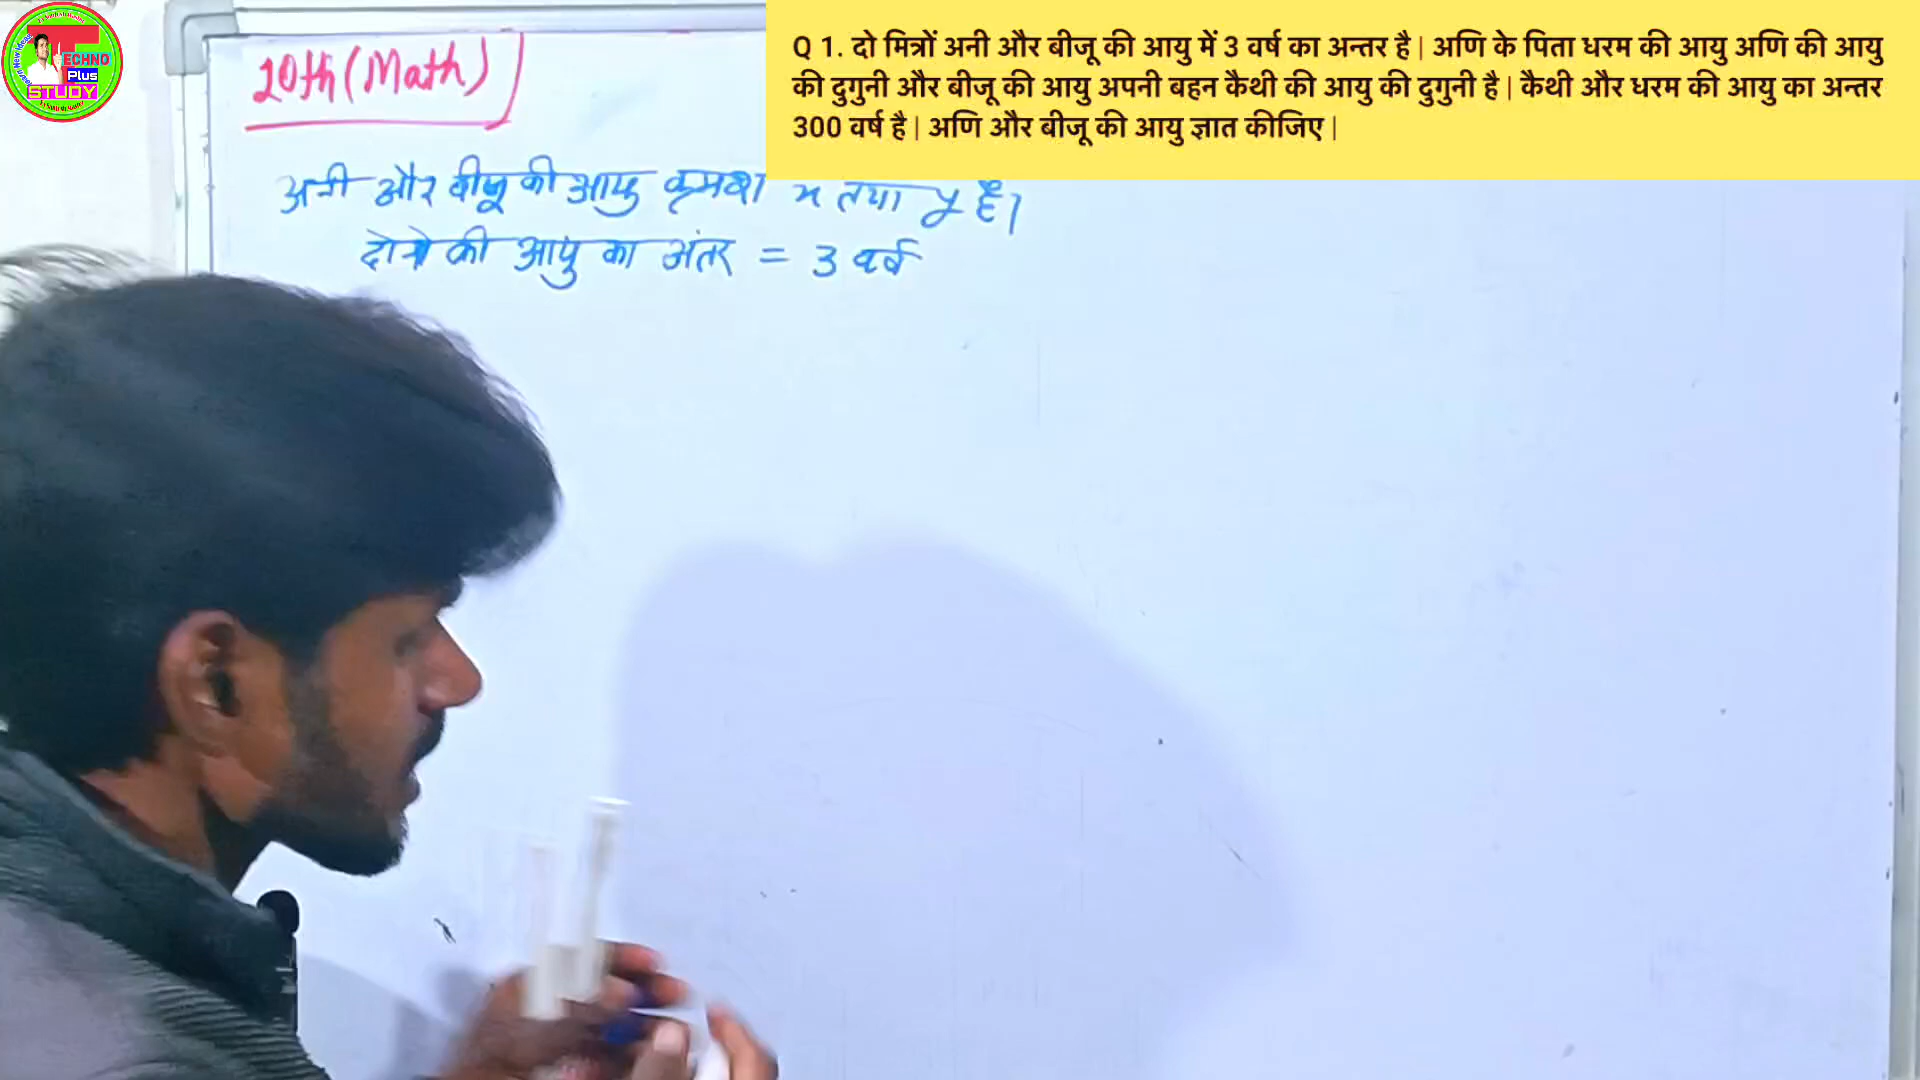 TECHNO
Plus
STUDY
10th (Math)
Q 1. दो मित्रों अनी और बीजू की आयु में 3 वर्ष का अन्तर है | अणि के पिता धरम की आयु अणि की आयु
की दुगुनी और बीजू की आयु अपनी बहन कैथी की आयु की दुगुनी है | कैथी और धरम की आयु का अन्तर
300 वर्ष है | अणि और बीजू की आयु ज्ञात कीजिए |
अनी और बीजू की आयु क्रमशः x तथा y है।
दोनों की आयु का अंतर = 3 वर्ष